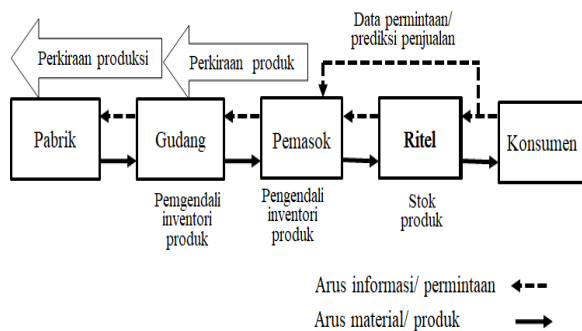 Data permintaan/
prediksi penjualan
Perkiraan produksi
Perkiraan produk
Pabrik
Gudang
Pemasok
Ritel
Konsumen
Pemgendali
inventori
produk
Pengendali
inventori
produk
Stok
produk
Arus informasi/ permintaan
Arus material/ produk